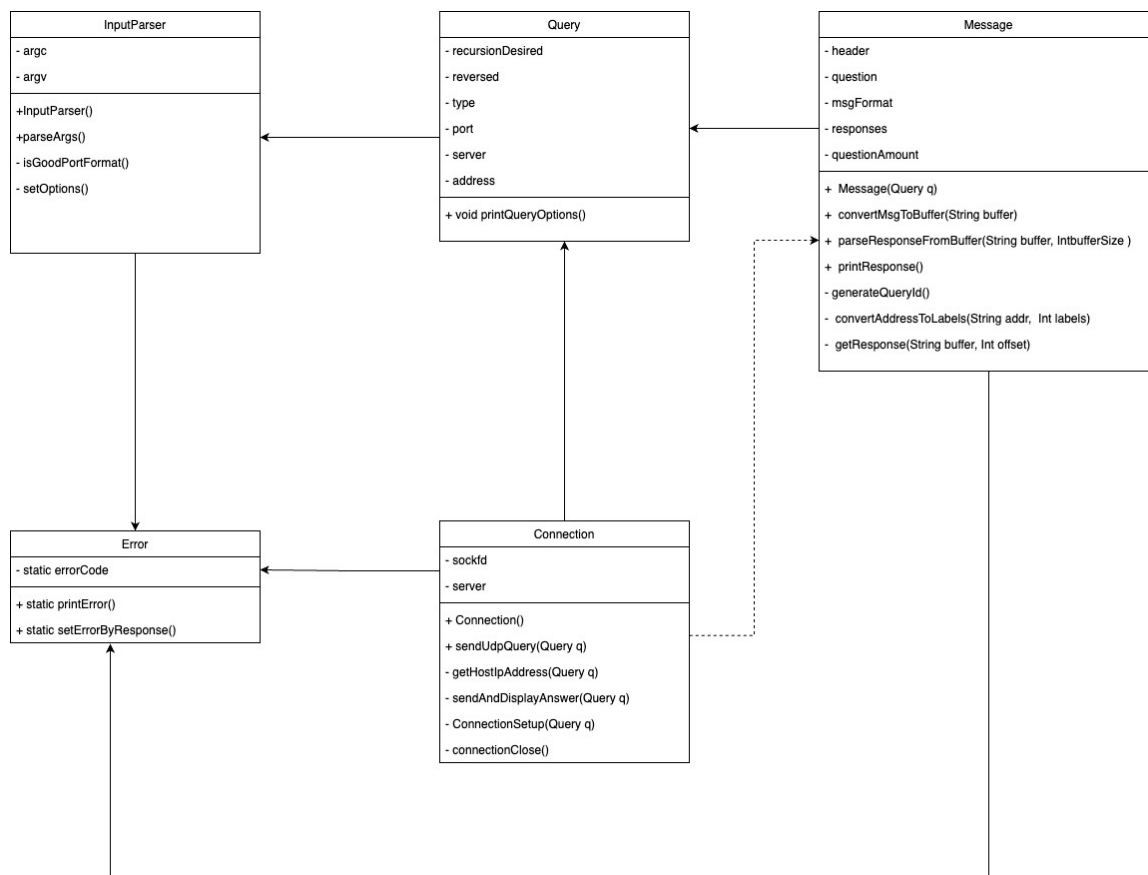 InputParser
- argc
- argv
+InputParser()
+parseArgs()
- isGoodPortFormat()
- setOptions()
Query
- recursionDesired
- reversed
- type
- port
- server
- address
+ void printQueryOptions()
Message
- header
- question
- msgFormat
- responses
- questionAmount
+ Message(Query q)
+ convertMsgToBuffer(String buffer)
+ parseResponseFromBuffer(String buffer, IntbufferSize )
+ printResponse()
- generateQueryId()
- convertAddressToLabels(String addr, Int labels)
- getResponse(String buffer, Int offset)
Error
- static errorCode
+ static printError()
+ static setErrorByResponse()
Connection
- sockfd
- server
+ Connection()
+ sendUdpQuery(Query q)
- getHostIpAddress(Query q)
- sendAndDisplayAnswer(Query q)
- ConnectionSetup(Query q)
- connectionClose()